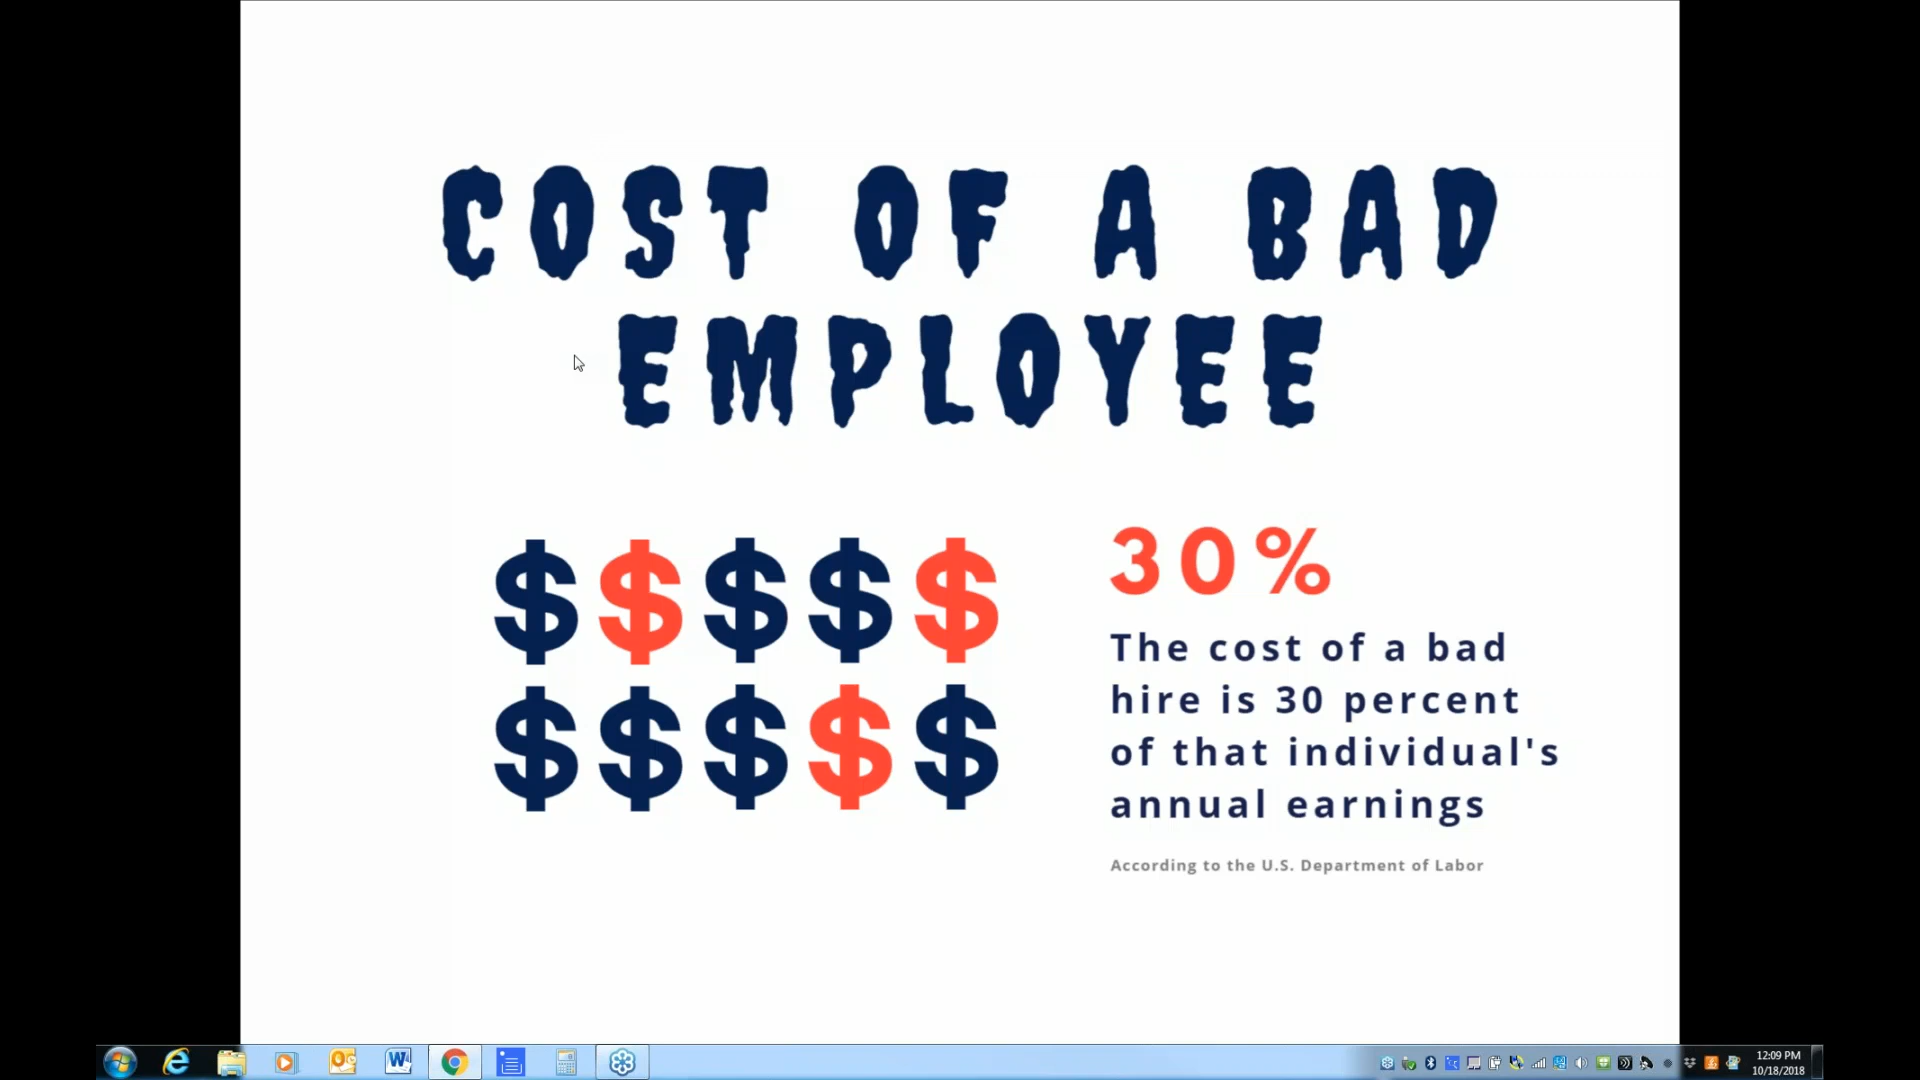 COST OF A BAD
EMPLOYEE
$ $ $ $ $
$ $ $ $ $
30%
The cost of a bad
hire is 30 percent
of that individual's
annual earnings
According to the U.S. Department of Labor
12:09 PM
10/18/2018